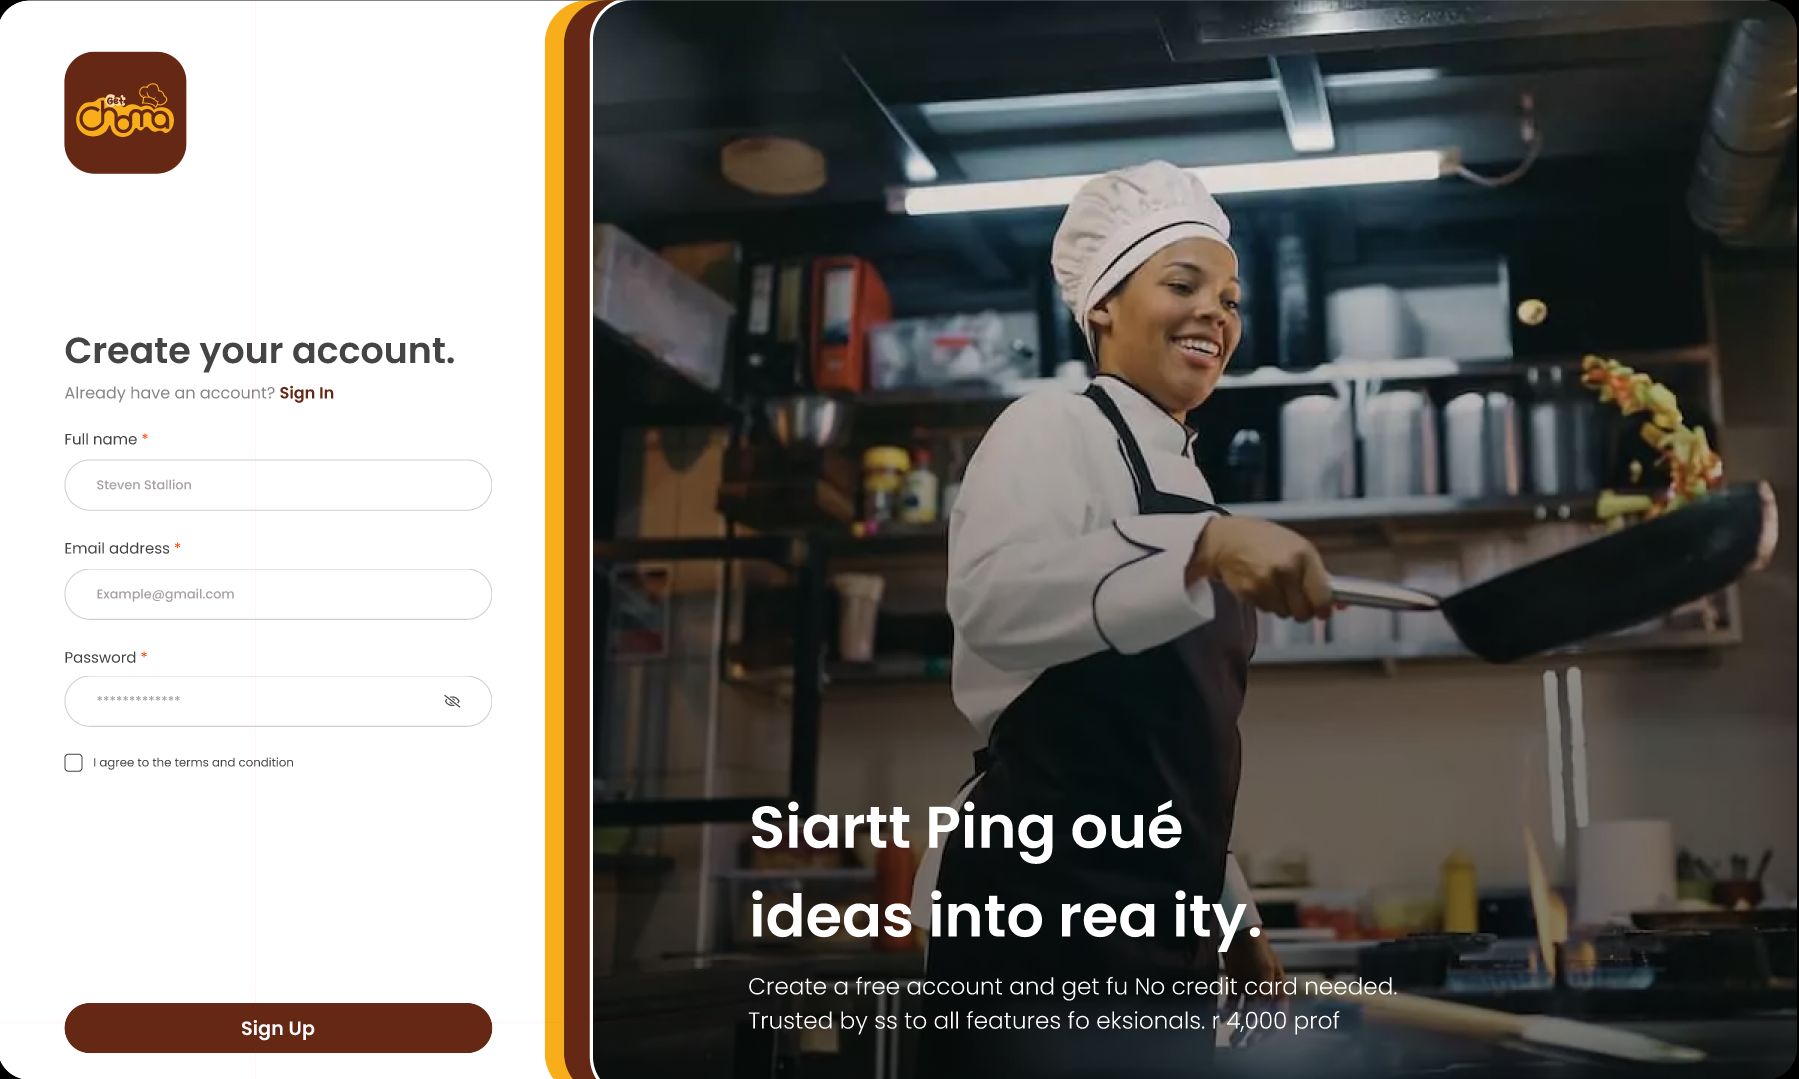 Get
Choma
Create your account.
Already have an account? Sign In
Full name *
Steven Stallion
Email address *
Example@gmail.com
Password *
*************
I agree to the terms and condition
Sign Up
Siartt Ping oué
ideas into rea ity.
Create a free account and get fu No credit card needed.
Trusted by ss to all features fo eksionals. r 4,000 prof